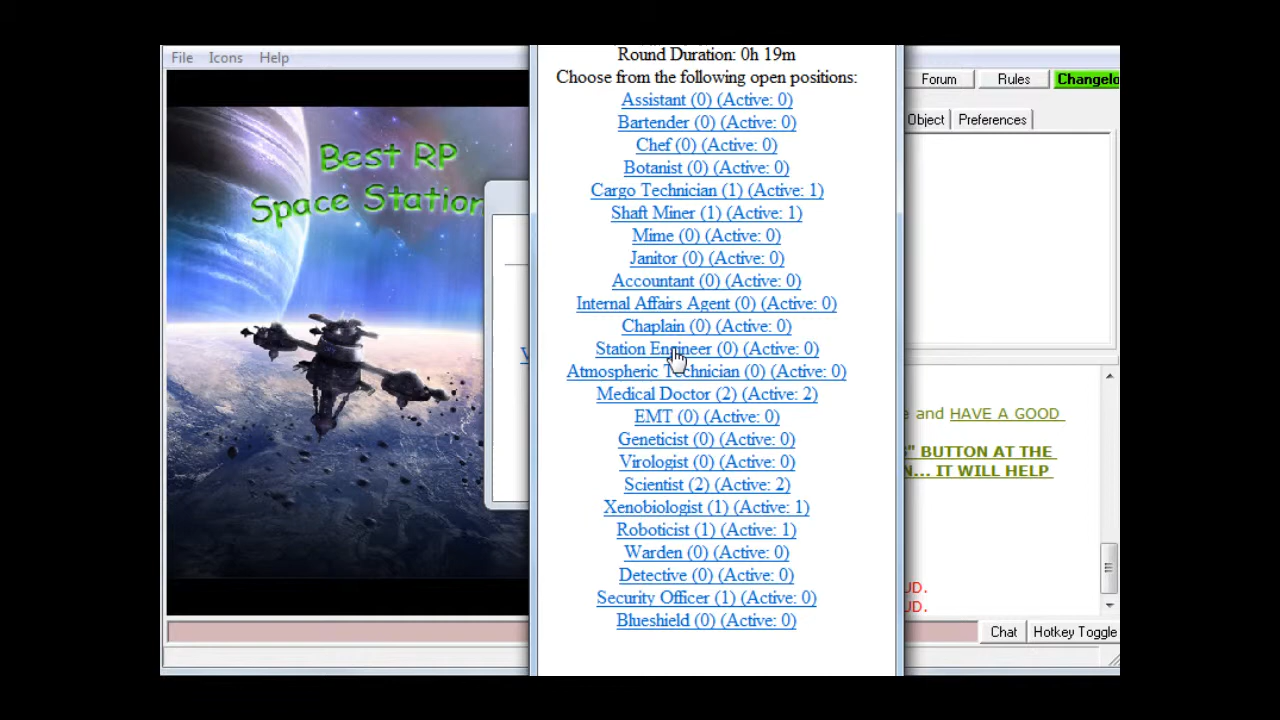 File Icons Help
Best RP
Space Station
Round Duration: 0h 19m
Choose from the following open positions:
Assistant (0) (Active: 0)
Bartender (0) (Active: 0)
Chef (0) (Active: 0)
Botanist (0) (Active: 0)
Cargo Technician (1) (Active: 1)
Shaft Miner (1) (Active: 1)
Mime (0) (Active: 0)
Janitor (0) (Active: 0)
Accountant (0) (Active: 0)
Internal Affairs Agent (0) (Active: 0)
Chaplain (0) (Active: 0)
Station Engineer (0) (Active: 0)
Atmospheric Technician (0) (Active: 0)
Medical Doctor (2) (Active: 2)
EMT (0) (Active: 0)
Geneticist (0) (Active: 0)
Virologist (0) (Active: 0)
Scientist (2) (Active: 2)
Xenobiologist (1) (Active: 1)
Roboticist (1) (Active: 1)
Warden (0) (Active: 0)
Detective (0) (Active: 0)
Security Officer (1) (Active: 0)
Blueshield (0) (Active: 0)
Forum Rules Changelo
Object Preferences
and HAVE A GOOD
" BUTTON AT THE
N... IT WILL HELP
UD.
UD.
Chat Hotkey Toggle